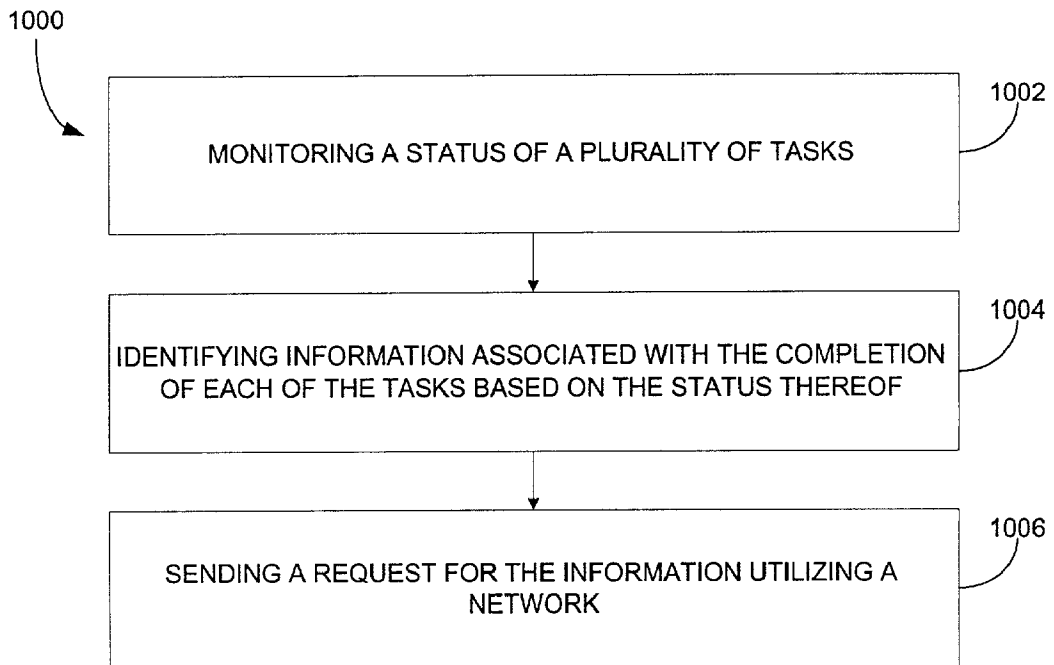 1000
1002
MONITORING A STATUS OF A PLURALITY OF TASKS
1004
IDENTIFYING INFORMATION ASSOCIATED WITH THE COMPLETION
OF EACH OF THE TASKS BASED ON THE STATUS THEREOF
1006
SENDING A REQUEST FOR THE INFORMATION UTILIZING A
NETWORK